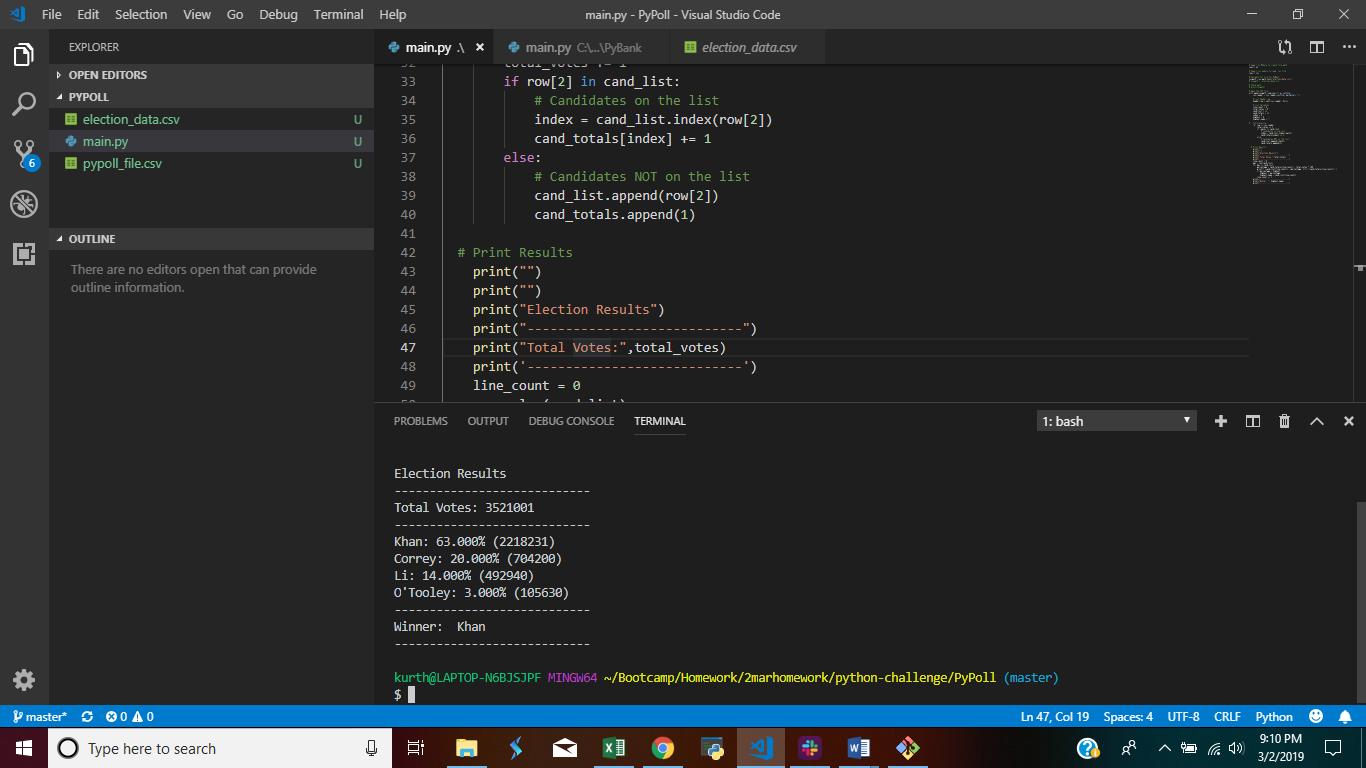 File Edit Selection View Go Debug Terminal Help
main.py - PyPoll - Visual Studio Code
EXPLORER
OPEN EDITORS
PYPOLL
election_data.csv U
main.py U
pypoll_file.csv U
OUTLINE
There are no editors open that can provide
outline information.
6
main.py .\
main.py C:\...\PyBank
election_data.csv
32 total_votes += 1
33 if row[2] in cand_list:
34 # Candidates on the list
35 index = cand_list.index(row[2])
36 cand_totals[index] += 1
37 else:
38 # Candidates NOT on the list
39 cand_list.append(row[2])
40 cand_totals.append(1)
41
42 # Print Results
43 print("")
44 print("")
45 print("Election Results")
46 print("----------------------------")
47 print("Total Votes:",total_votes)
48 print('----------------------------')
49 line_count = 0
PROBLEMS OUTPUT DEBUG CONSOLE TERMINAL
1: bash
Election Results
----------------------------
Total Votes: 3521001
----------------------------
Khan: 63.000% (2218231)
Correy: 20.000% (704200)
Li: 14.000% (492940)
O'Tooley: 3.000% (105630)
----------------------------
Winner:  Khan
----------------------------
kurth@LAPTOP-N6BJSJPF MINGW64 ~/Bootcamp/Homework/2marhomework/python-challenge/PyPoll (master)
$
master* 0 0
Ln 47, Col 19 Spaces: 4 UTF-8 CRLF Python
Type here to search
9:10 PM
3/2/2019